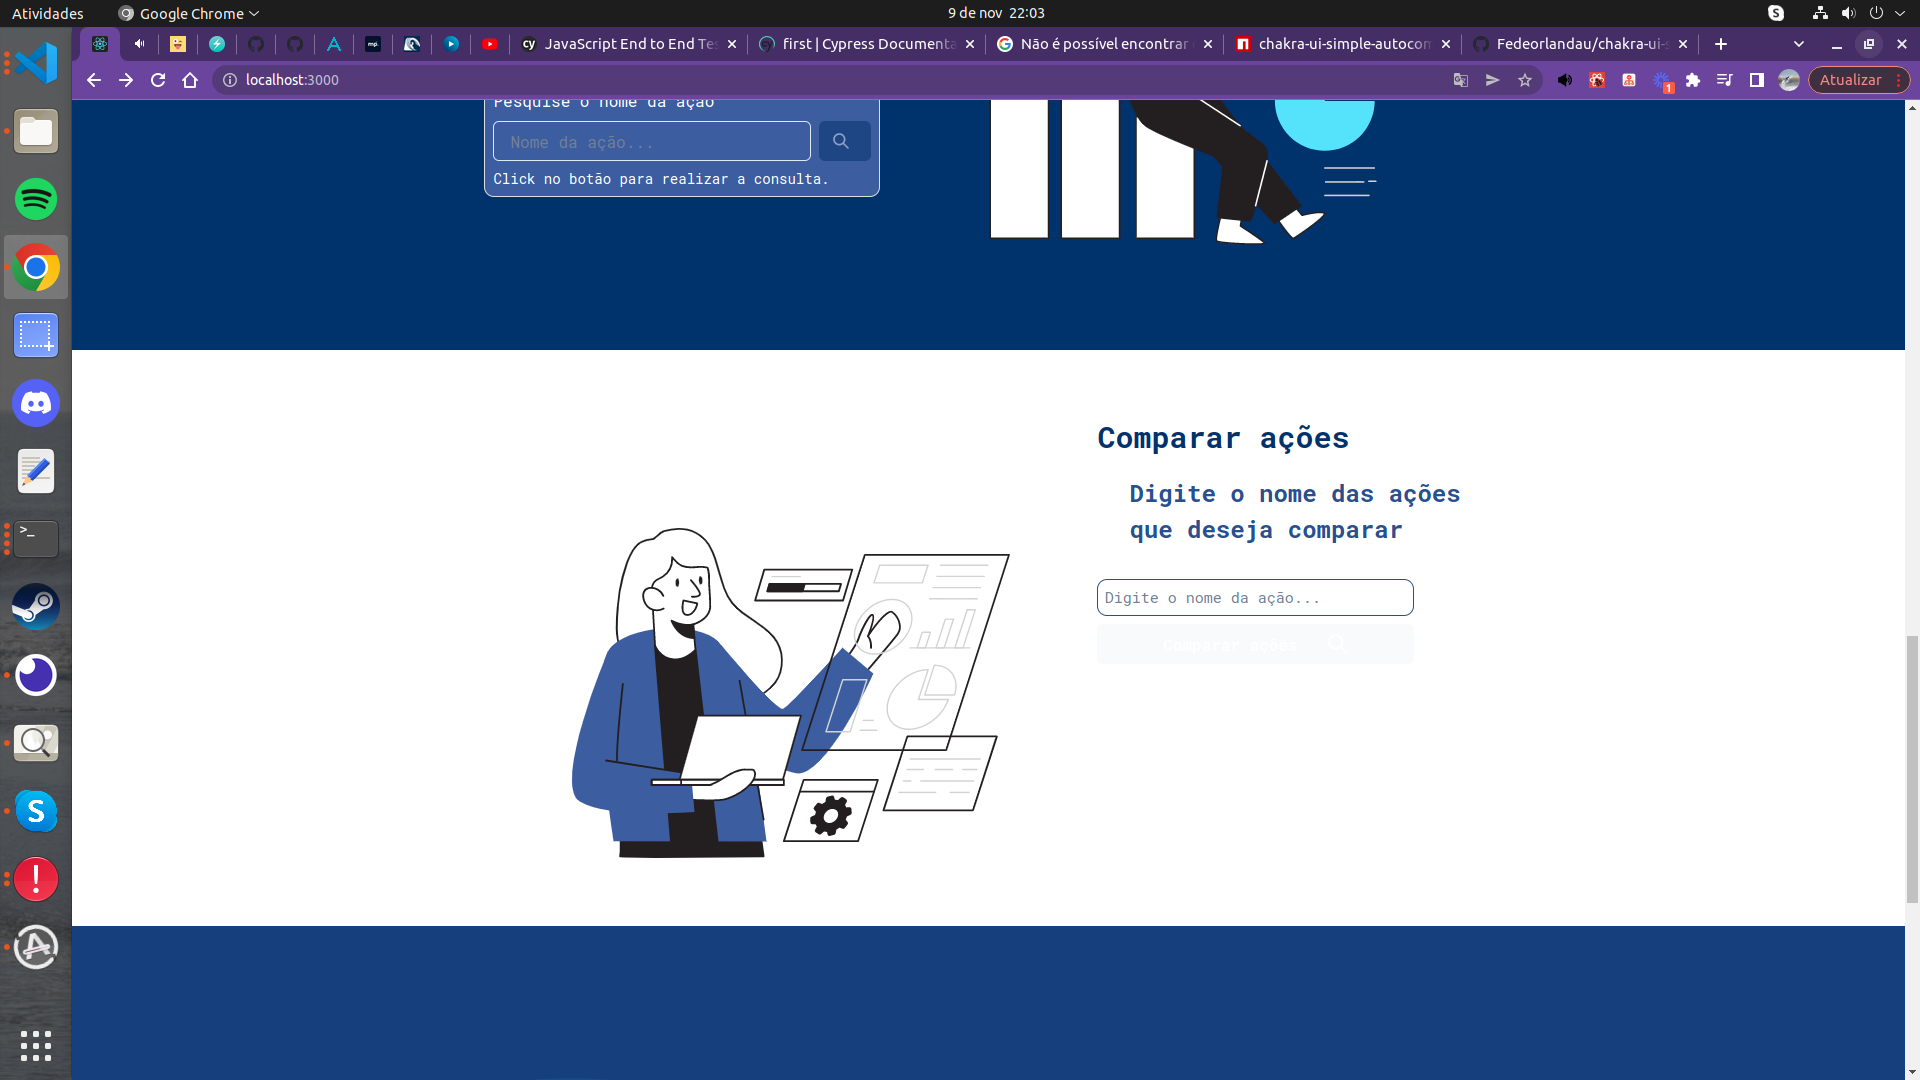 Atividades
Google Chrome
9 de nov 22:03
JavaScript End to End Tes
first | Cypress Documenta
Não é possível encontrar
chakra-ui-simple-autocom
Fedeorlandau/chakra-ui-s
localhost:3000
1
Atualizar
Pesquise o nome da ação
Nome da ação...
Click no botão para realizar a consulta.
Comparar ações
Digite o nome das ações
que deseja comparar
Digite o nome da ação...
Comparar ações